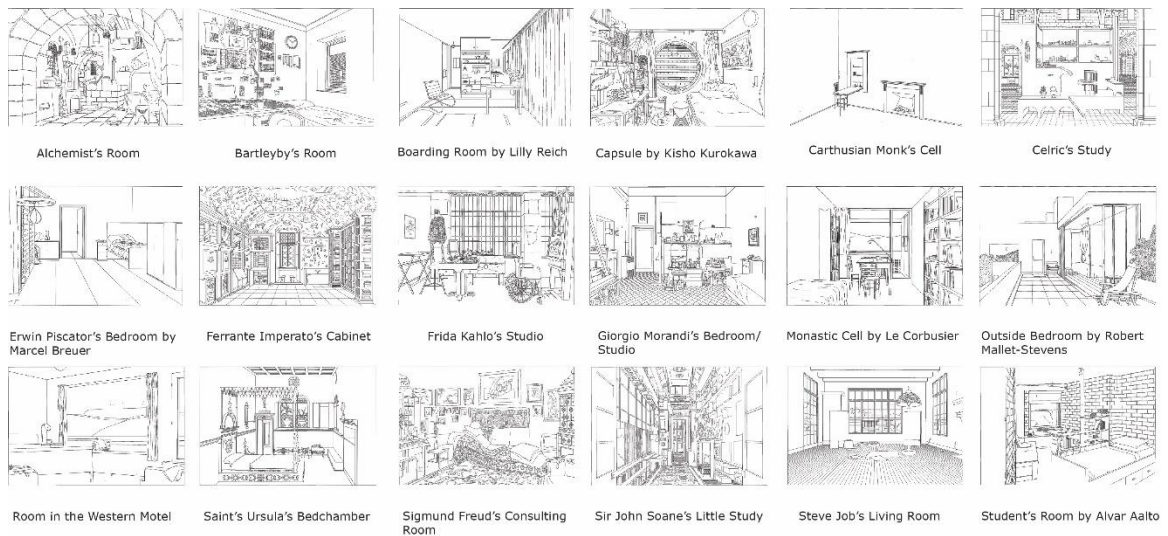 Alchemist's Room
Bartleyby's Room
Boarding Room by Lilly Reich
Capsule by Kisho Kurokawa
Carthusian Monk's Cell
Celric's Study
Erwin Piscator's Bedroom by
Marcel Breuer
Ferrante Imperato's Cabinet
Frida Kahlo's Studio
Giorgio Morandi's Bedroom/
Studio
Monastic Cell by Le Corbusier
Outside Bedroom by Robert
Mallet-Stevens
Room in the Western Motel
Saint's Ursula's Bedchamber
Sigmund Freud's Consulting
Room
Sir John Soane's Little Study
Steve Job's Living Room
Student's Room by Alvar Aalto